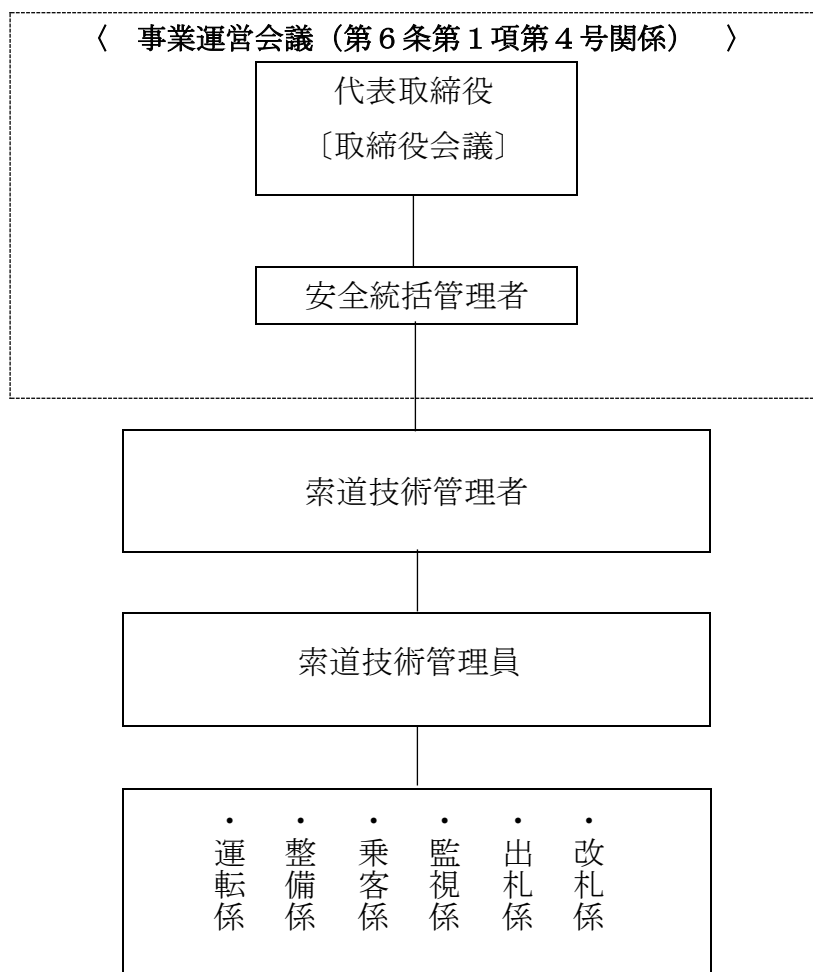 〈　事業運営会議（第６条第１項第４号関係）　〉
代表取締役
〔取締役会議〕
安全統括管理者
索道技術管理者
索道技術管理員
・運転係
・整備係
・乗客係
・監視係
・出札係
・改札係